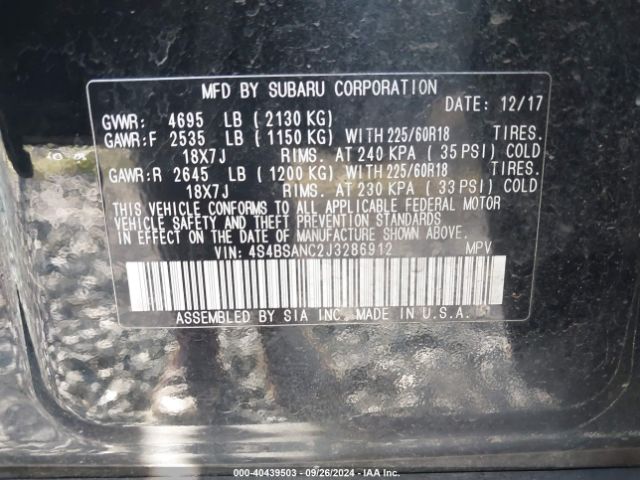 MFD BY SUBARU CORPORATION
DATE: 12/17
GVWR: 4695 LB ( 2130 KG)
GAWR:F 2535 LB ( 1150 KG) WITH 225/60R18 TIRES.
18X7J RIMS. AT 240 KPA ( 35 PSI) COLD
GAWR:R 2645 LB ( 1200 KG) WITH 225/60R18 TIRES.
18X7J RIMS. AT 230 KPA ( 33 PSI) COLD
THIS VEHICLE CONFORMS TO ALL APPLICABLE FEDERAL MOTOR
VEHICLE SAFETY AND THEFT PREVENTION STANDARDS
IN EFFECT ON THE DATE OF MANUFACTURE SHOWN ABOVE.
VIN: 4S4BSANC2J3286912 MPV
ASSEMBLED BY SIA INC. MADE IN U.S.A.
000-40439503 - 09/26/2024 - IAA Inc.